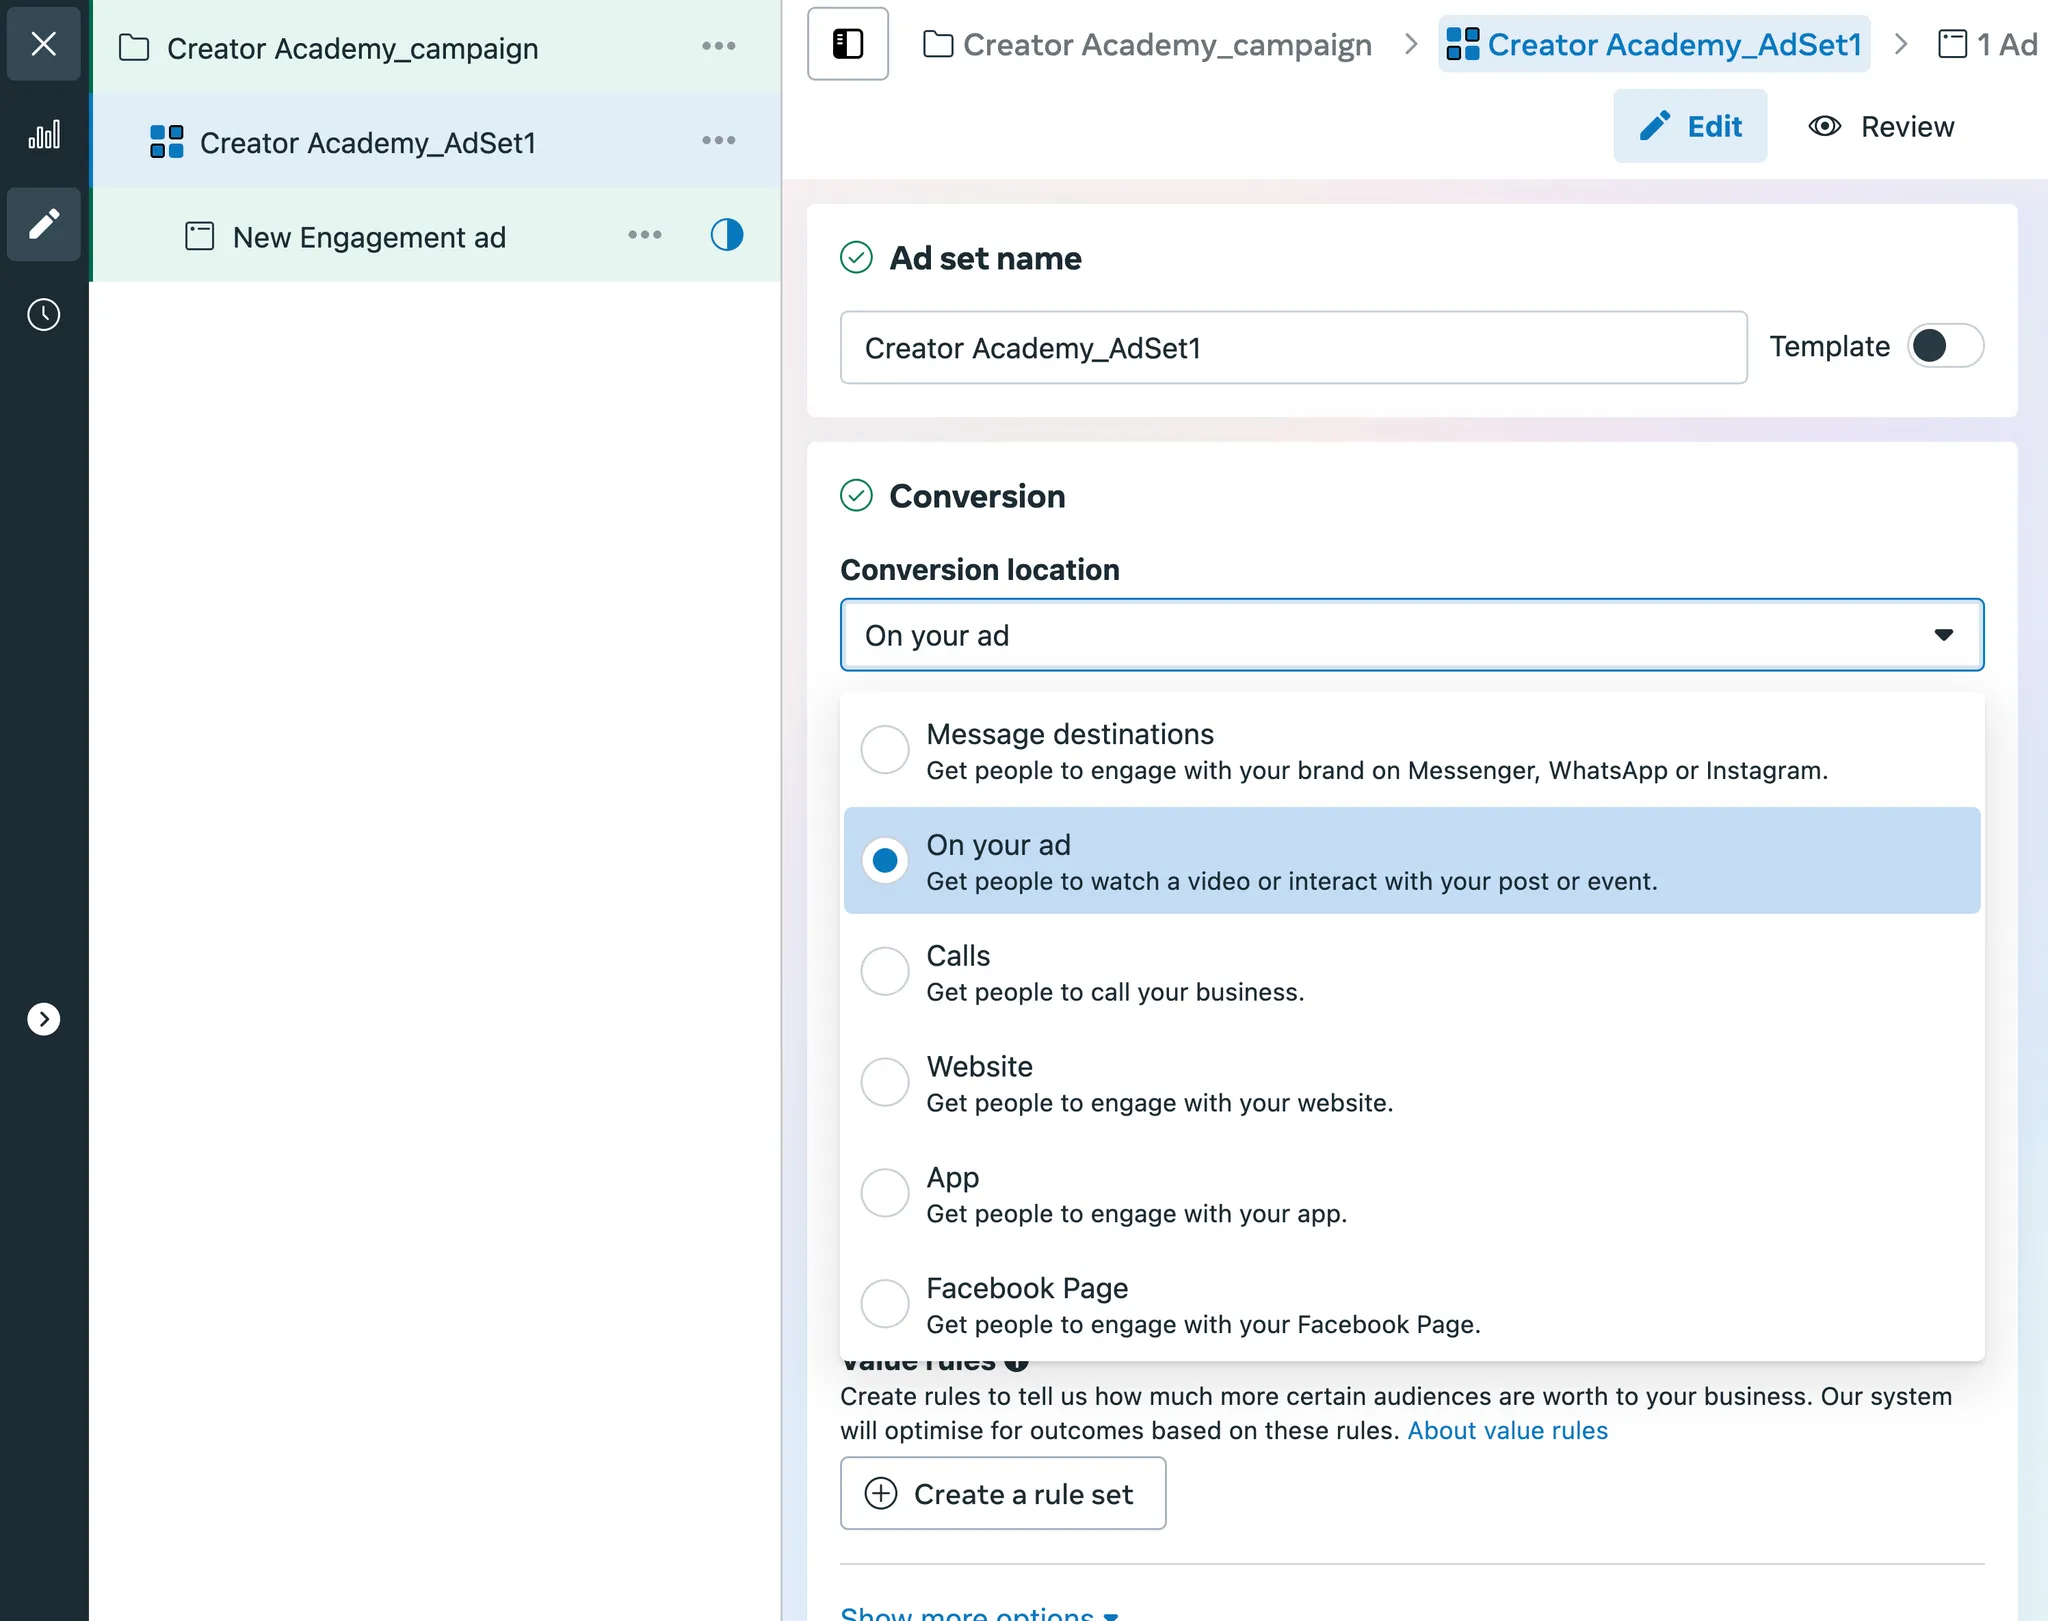 Creator Academy_campaign
Creator Academy_AdSet1
New Engagement ad
Creator Academy_campaign
Creator Academy_AdSet1
1 Ad
Edit
Review
Ad set name
Creator Academy_AdSet1
Template
Conversion
Conversion location
On your ad
Message destinations
Get people to engage with your brand on Messenger, WhatsApp or Instagram.
On your ad
Get people to watch a video or interact with your post or event.
Calls
Get people to call your business.
Website
Get people to engage with your website.
App
Get people to engage with your app.
Facebook Page
Get people to engage with your Facebook Page.
Value rules
Create rules to tell us how much more certain audiences are worth to your business. Our system
will optimise for outcomes based on these rules. About value rules
Create a rule set
Show more options